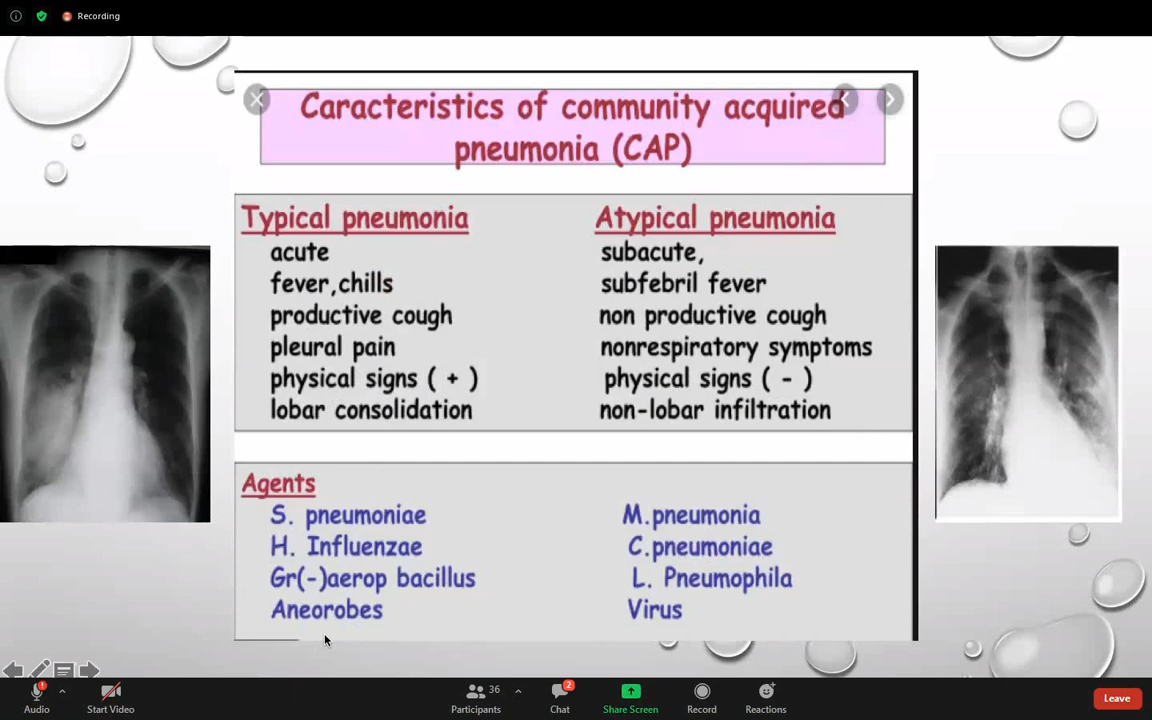 Recording
Caracteristics of community acquired
pneumonia (CAP)
Typical pneumonia
acute
fever,chills
productive cough
pleural pain
physical signs ( + )
lobar consolidation
Atypical pneumonia
subacute,
subfebril fever
non productive cough
nonrespiratory symptoms
physical signs ( - )
non-lobar infiltration
Agents
S. pneumoniae
H. Influenzae
Gr(-)aerop bacillus
Aneorobes
M.pneumonia
C.pneumoniae
L. Pneumophila
Virus
Audio
Start Video
36
Participants
2
Chat
Share Screen
Record
Reactions
Leave